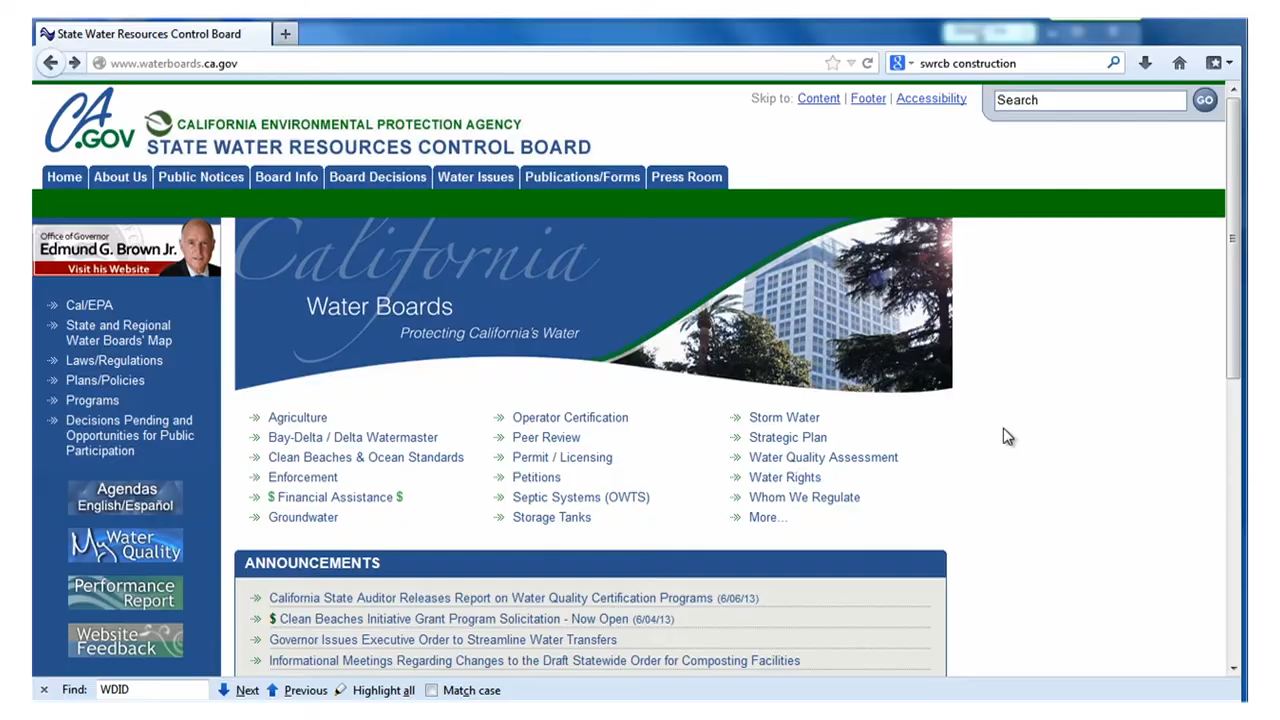 State Water Resources Control Board
www.waterboards.ca.gov
swrcb construction
Skip to: Content | Footer | Accessibility
Search
GO
CA
.GOV
CALIFORNIA ENVIRONMENTAL PROTECTION AGENCY
STATE WATER RESOURCES CONTROL BOARD
Home
About Us
Public Notices
Board Info
Board Decisions
Water Issues
Publications/Forms
Press Room
Office of Governor
Edmund G. Brown Jr.
Visit his Website
Cal/EPA
State and Regional
Water Boards' Map
Laws/Regulations
Plans/Policies
Programs
Decisions Pending and
Opportunities for Public
Participation
Agendas
English/Español
My Water
Quality
Performance
Report
Website
Feedback
California
Water Boards
Protecting California's Water
Agriculture
Bay-Delta / Delta Watermaster
Clean Beaches & Ocean Standards
Enforcement
$ Financial Assistance $
Groundwater
Operator Certification
Peer Review
Permit / Licensing
Petitions
Septic Systems (OWTS)
Storage Tanks
Storm Water
Strategic Plan
Water Quality Assessment
Water Rights
Whom We Regulate
More...
ANNOUNCEMENTS
California State Auditor Releases Report on Water Quality Certification Programs (6/06/13)
$ Clean Beaches Initiative Grant Program Solicitation - Now Open (6/04/13)
Governor Issues Executive Order to Streamline Water Transfers
Informational Meetings Regarding Changes to the Draft Statewide Order for Composting Facilities
Find: WDID Next Previous Highlight all Match case